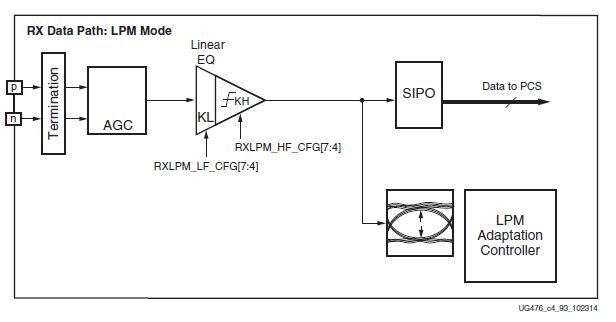 RX Data Path: LPM Mode
Linear
EQ
p
n
Termination
AGC
KL
KH
SIPO
Data to PCS
RXLPM_HF_CFG[7:4]
RXLPM_LF_CFG[7:4]
LPM
Adaptation
Controller
UG476_c4_93_102314